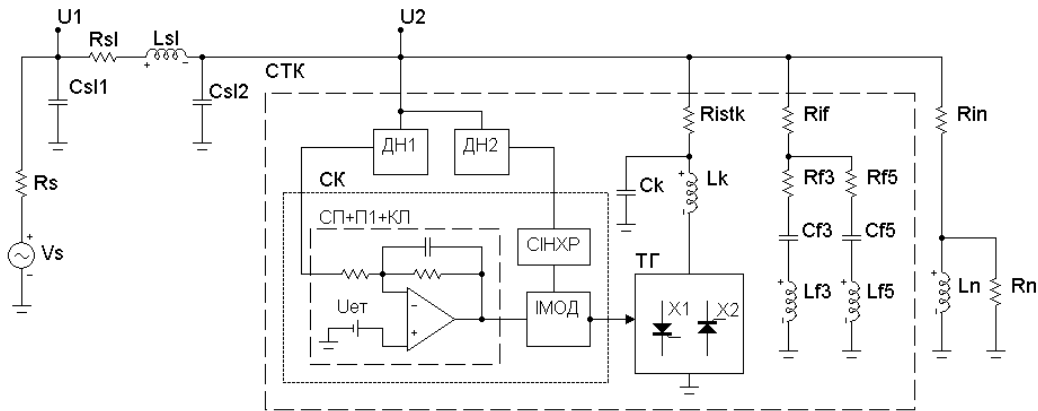 U1
U2
Rsl
Lsl
+
-
СТК
Csl1
Csl2
Ristk
Rif
Rin
ДН1
ДН2
Rs
СК
Ck
+
Lk
-
Rf3
Rf5
СП+П1+КЛ
Cf3
Cf5
+
Vs
-
СІНХР
ТГ
+
Lf3
-
+
Lf5
-
+
Ln
-
Rn
Uет
-
+
ІМОД
X1
X2